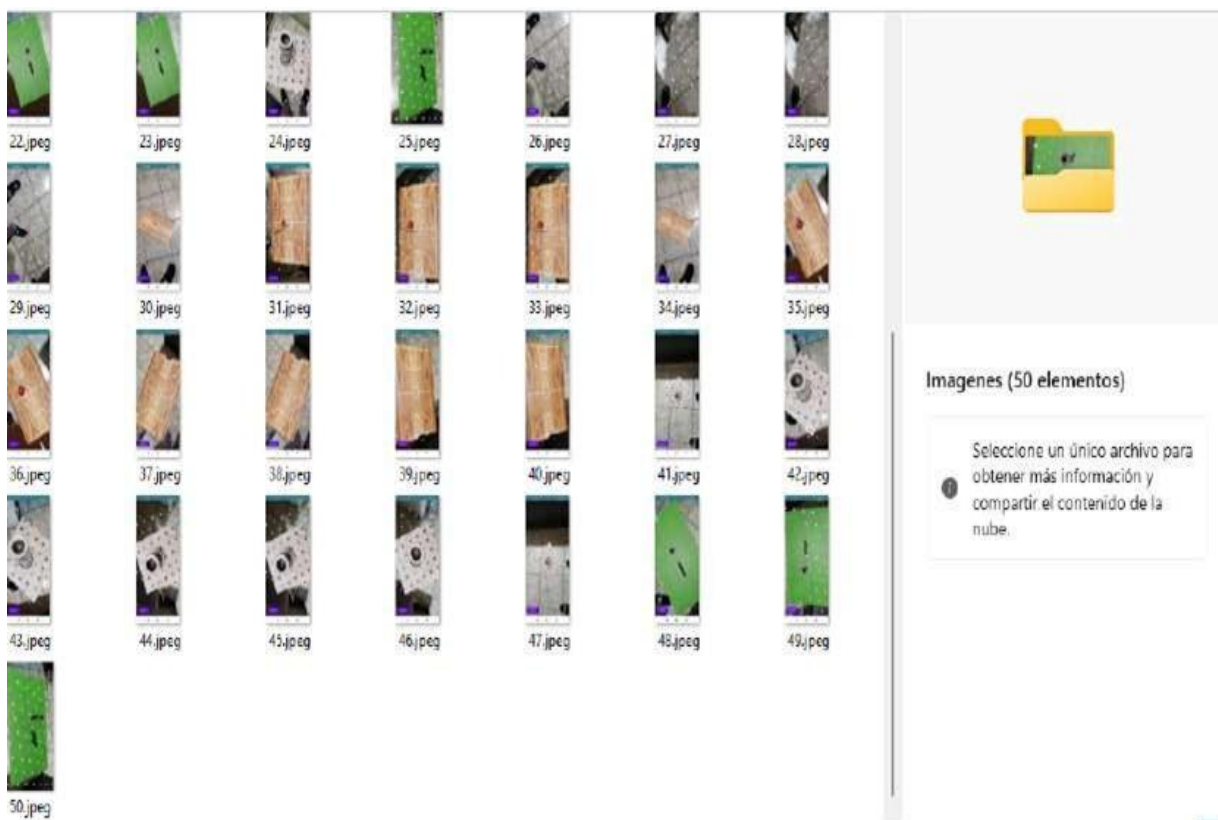 22.jpeg
23.jpeg
24.jpeg
25.jpeg
26.jpeg
27.jpeg
28.jpeg
29.jpeg
30.jpeg
31.jpeg
32.jpeg
33.jpeg
34.jpeg
35.jpeg
36.jpeg
37.jpeg
38.jpeg
39.jpeg
40.jpeg
41.jpeg
42.jpeg
43.jpeg
44.jpeg
45.jpeg
46.jpeg
47.jpeg
48.jpeg
49.jpeg
50.jpeg
Imagenes (50 elementos)
Seleccione un único archivo para
obtener más información y
compartir el contenido de la
nube.